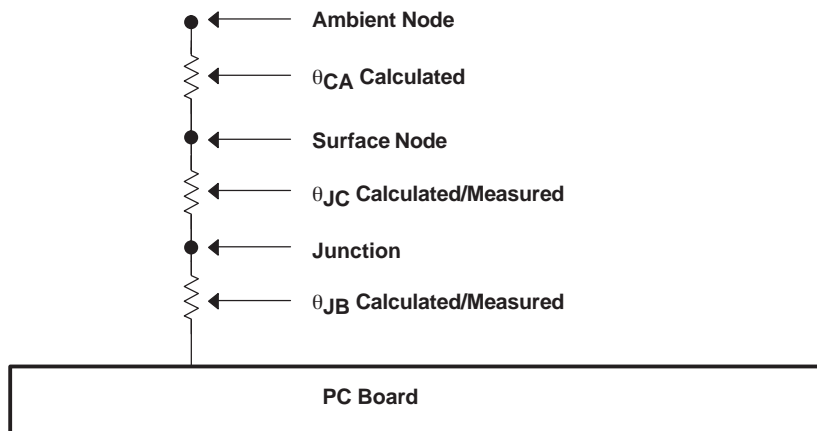 Ambient Node
θCA Calculated
Surface Node
θJC Calculated/Measured
Junction
θJB Calculated/Measured
PC Board